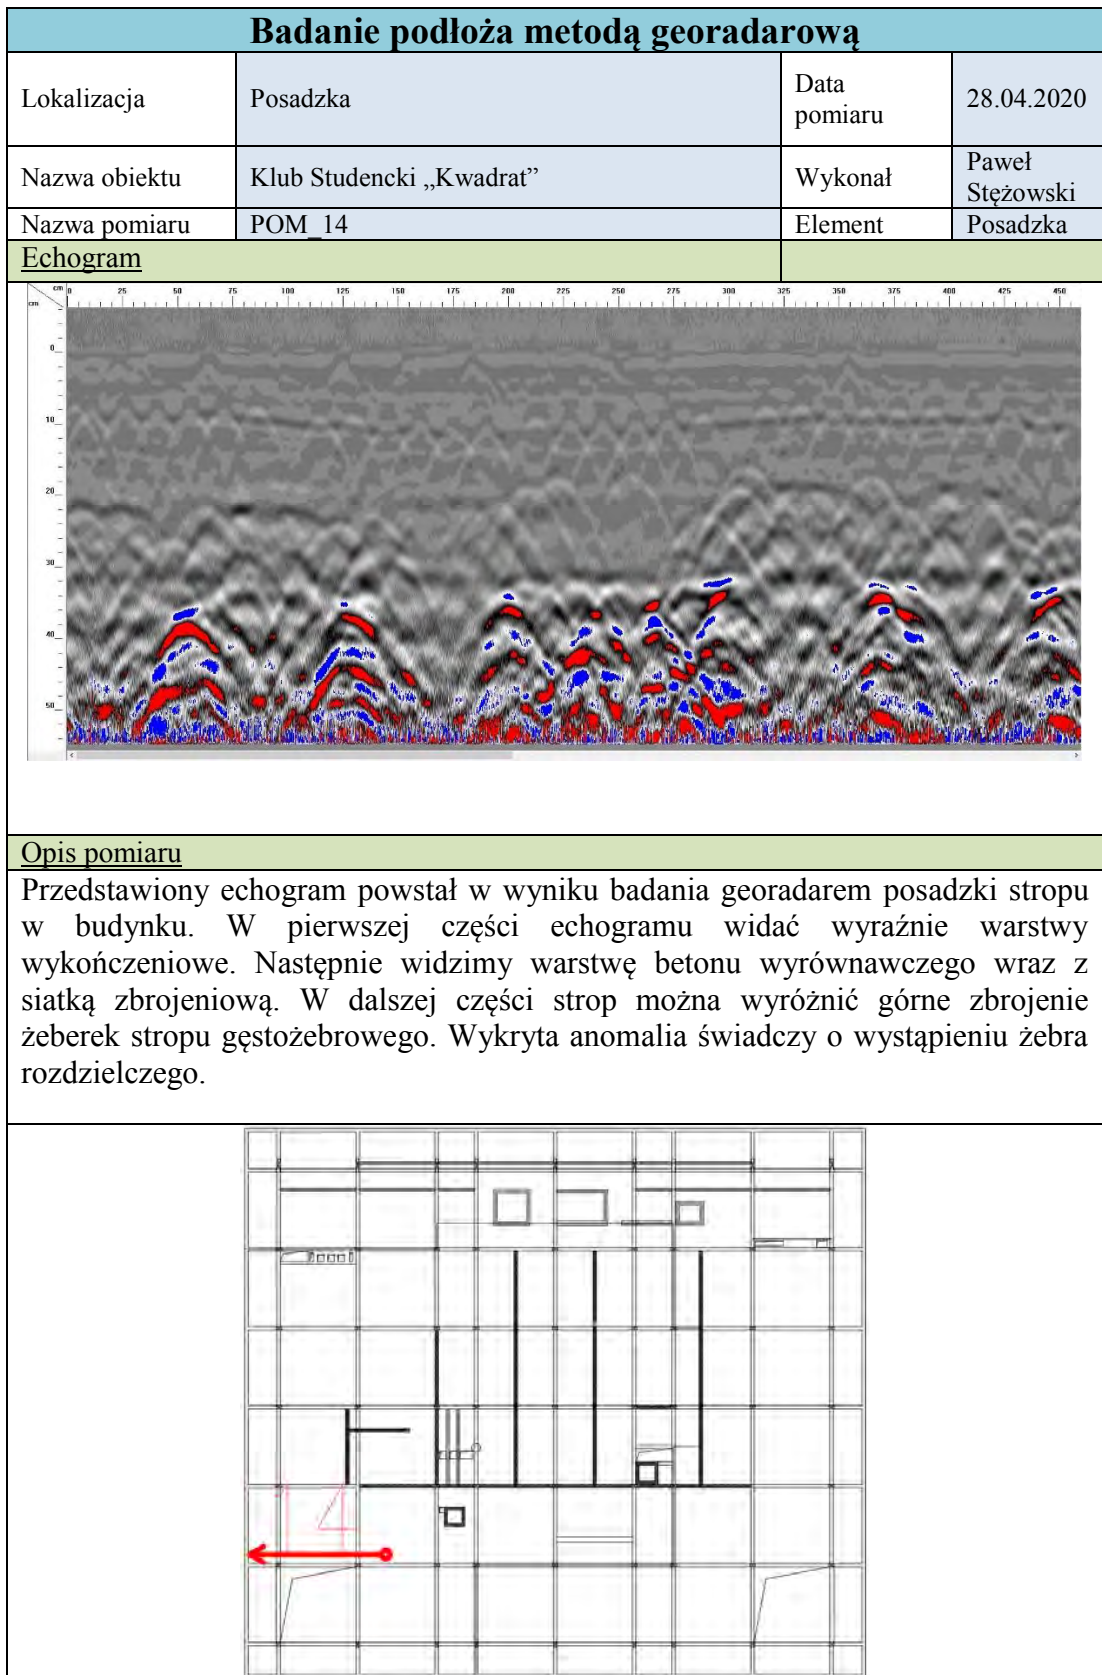 Badanie podłoża metodą georadarową
Lokalizacja Posadzka Data pomiaru 28.04.2020
Nazwa obiektu Klub Studencki „Kwadrat” Wykonał Paweł Stężowski
Nazwa pomiaru POM_14 Element Posadzka
Echogram
cm 0 25 50 75 100 125 150 175 200 225 250 275 300 325 350 375 400 425 450
cm
0
10
20
30
40
50
Opis pomiaru
Przedstawiony echogram powstał w wyniku badania georadarem posadzki stropu
w budynku. W pierwszej części echogramu widać wyraźnie warstwy
wykończeniowe. Następnie widzimy warstwę betonu wyrównawczego wraz z
siatką zbrojeniową. W dalszej części strop można wyróżnić górne zbrojenie
żeberek stropu gęstożebrowego. Wykryta anomalia świadczy o wystąpieniu żebra
rozdzielczego.
14